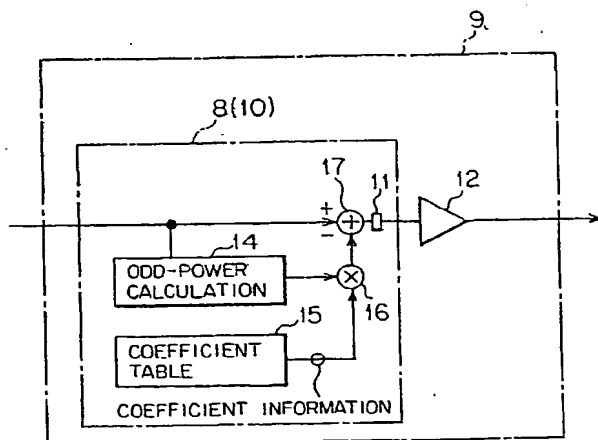 9
8(10)
17
11
12
+
−
+
14
ODD-POWER
CALCULATION
×
16
15
COEFFICIENT
TABLE
COEFFICIENT INFORMATION